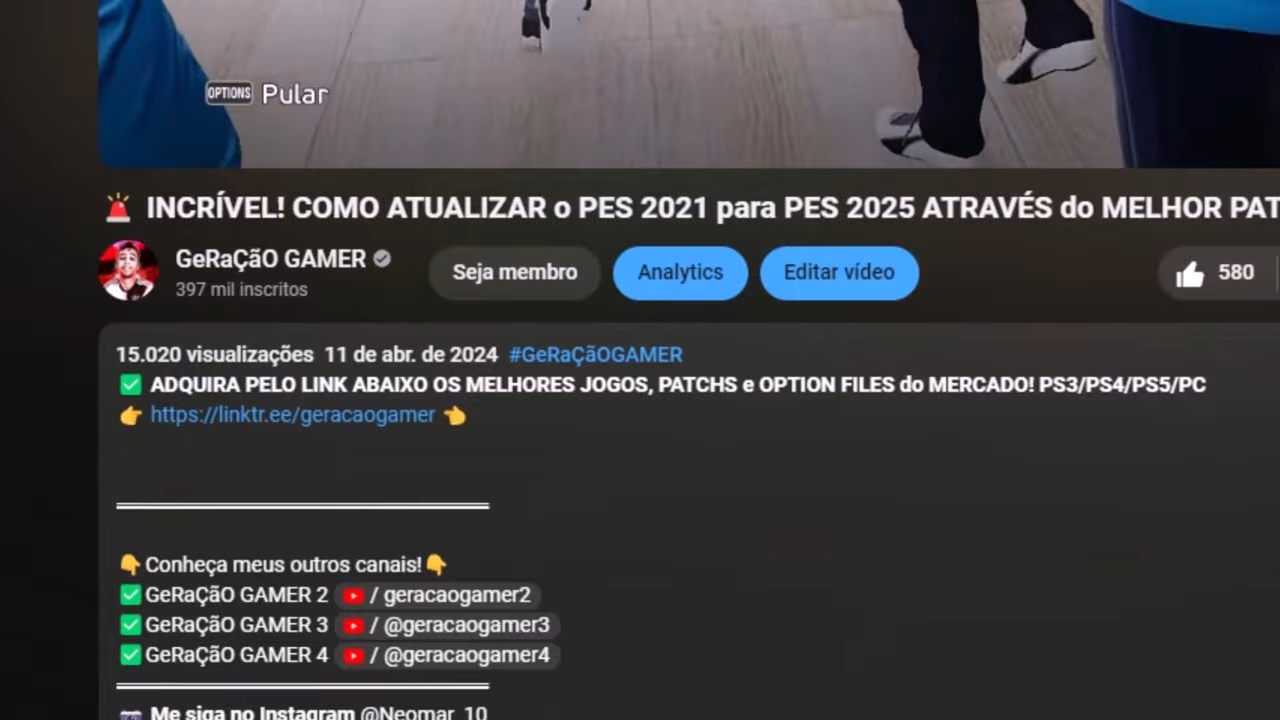 OPTIONS Pular
🚨 INCRÍVEL! COMO ATUALIZAR o PES 2021 para PES 2025 ATRAVÉS do MELHOR PAT
GeRaÇãO GAMER
397 mil inscritos
Seja membro
Analytics
Editar vídeo
580
15.020 visualizações 11 de abr. de 2024 #GeRaÇãOGAMER
✅ ADQUIRA PELO LINK ABAIXO OS MELHORES JOGOS, PATCHS e OPTION FILES do MERCADO! PS3/PS4/PS5/PC
👉 https://linktr.ee/geracaogamer 👈
👇Conheça meus outros canais!👇
✅GeRaÇãO GAMER 2 / geracaogamer2
✅GeRaÇãO GAMER 3 / @geracaogamer3
✅GeRaÇãO GAMER 4 / @geracaogamer4
📷 Me siga no Instagram @Neomar_10